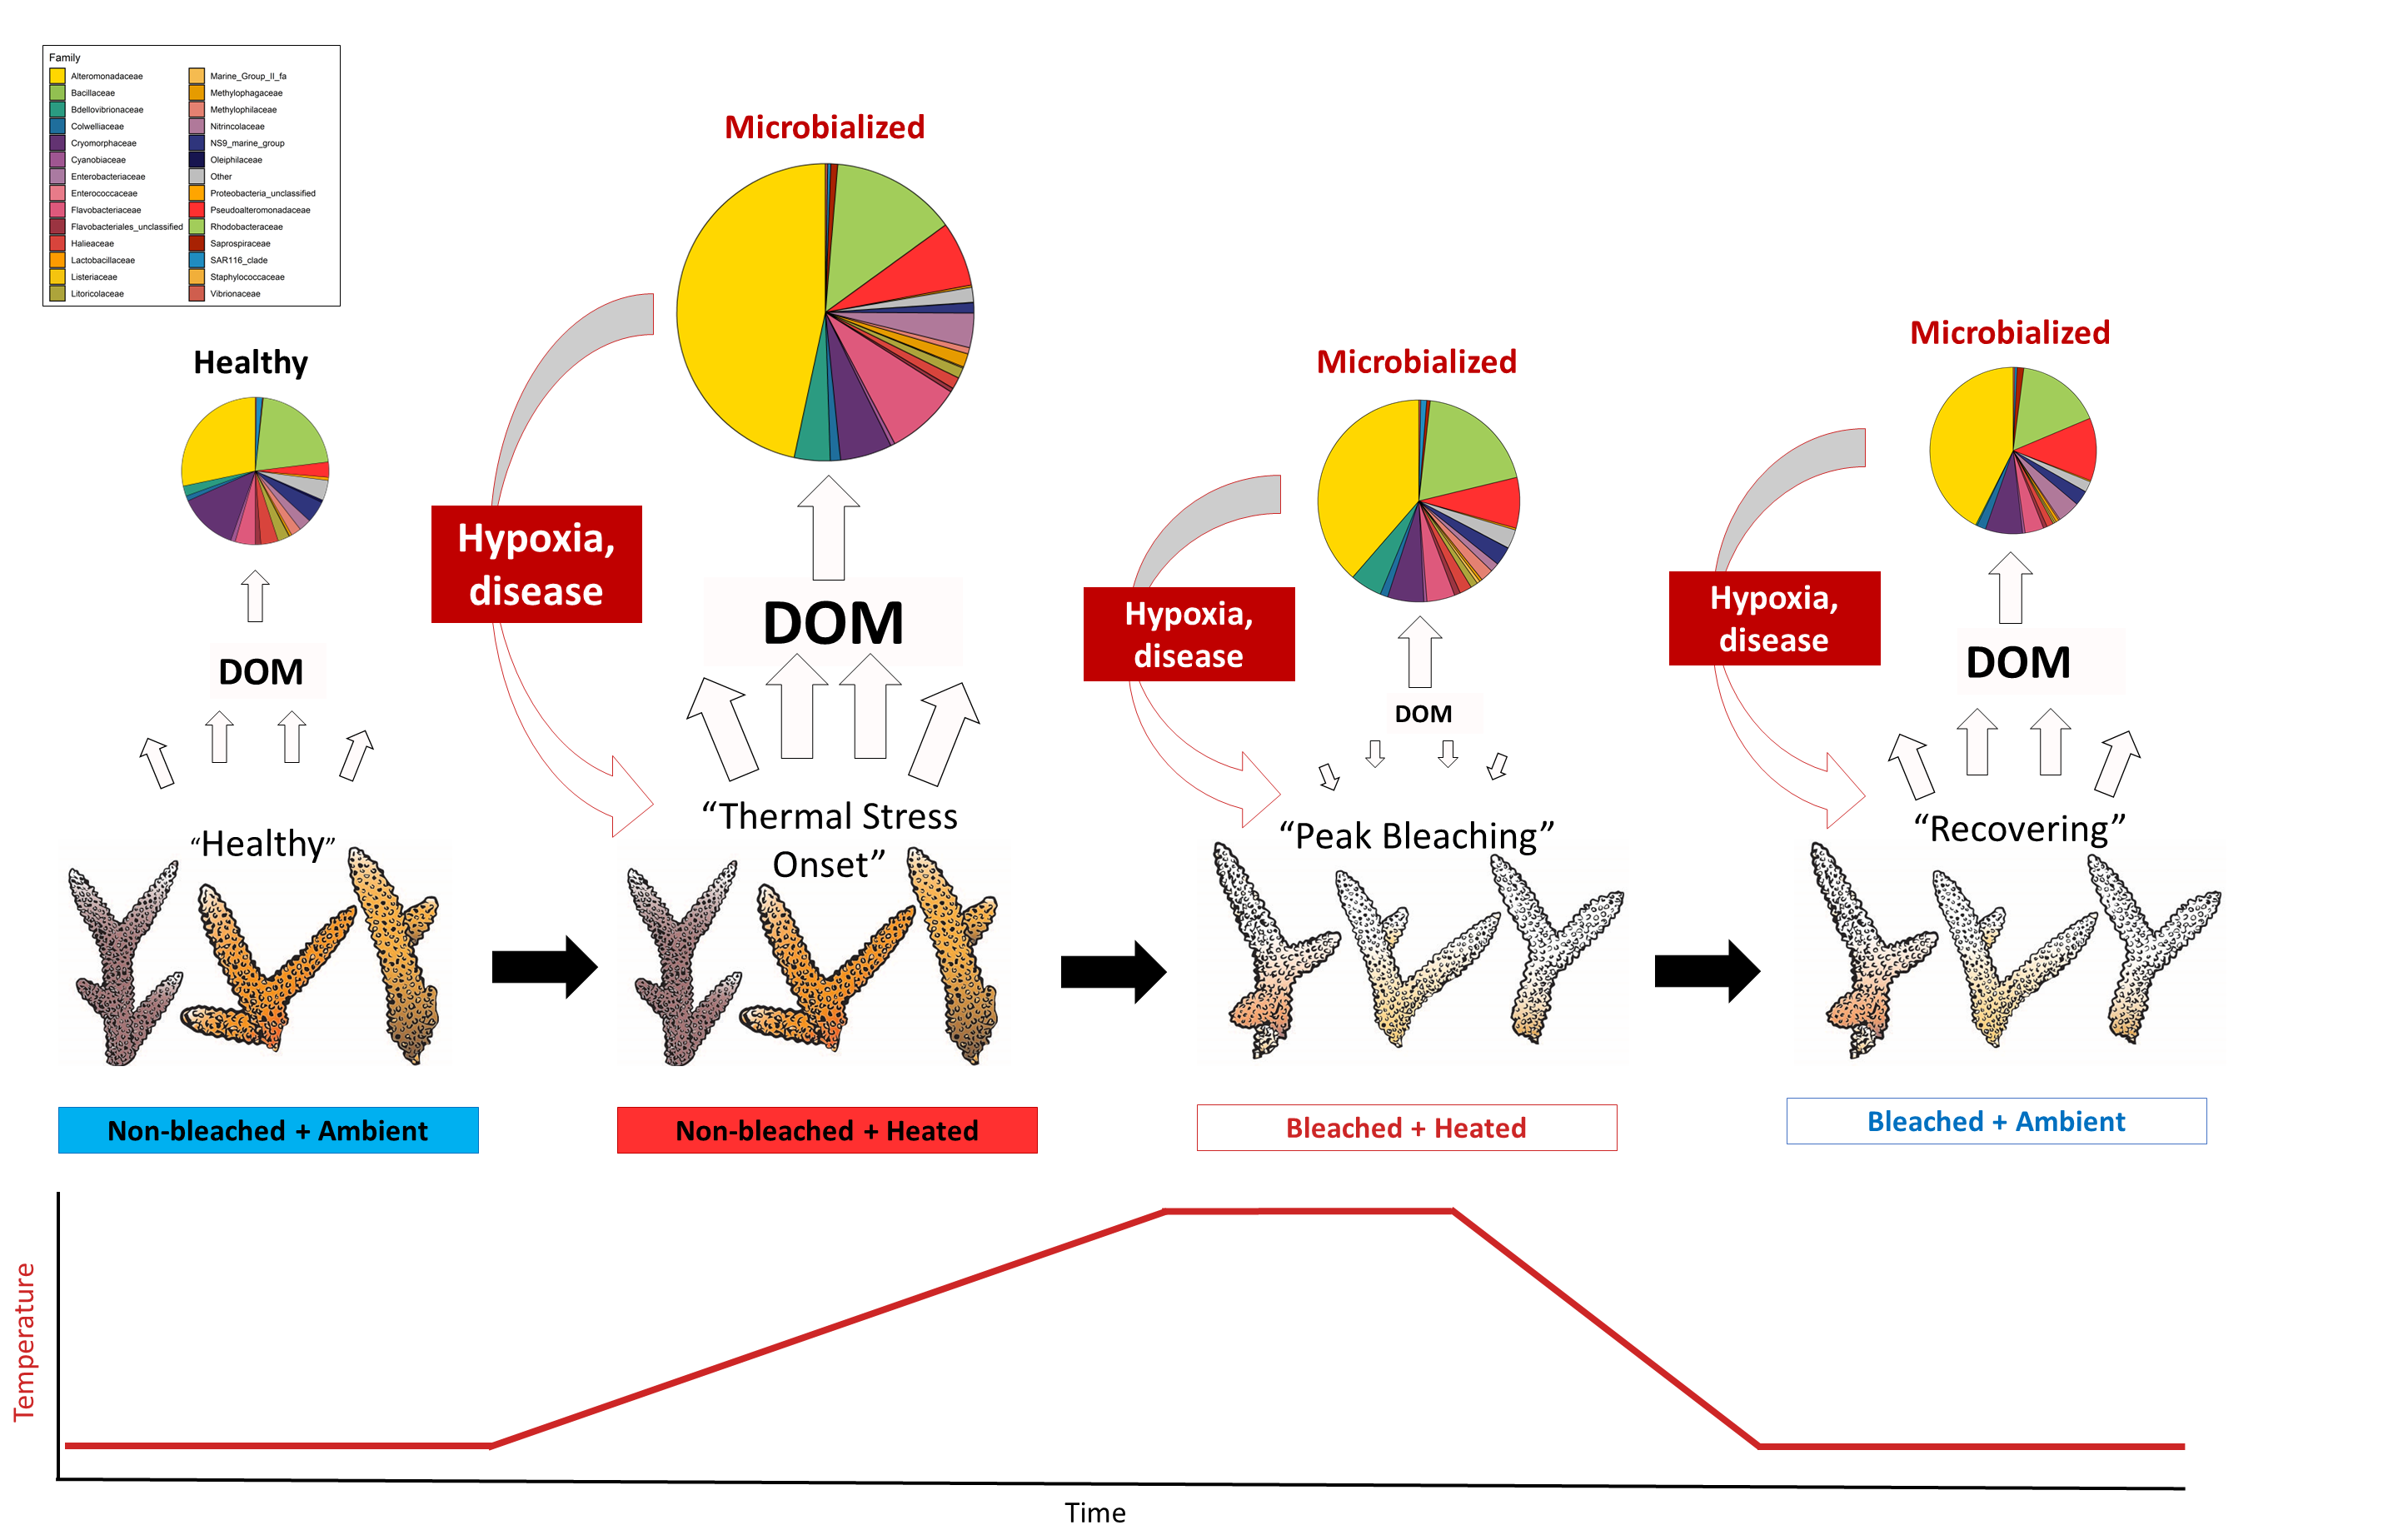 Family
Alteromonadaceae
Bacillaceae
Bdellovibrionaceae
Colwelliaceae
Cryomorphaceae
Cyanobiaceae
Enterobacteriaceae
Enterococcaceae
Flavobacteriaceae
Flavobacteriales_unclassified
Halieaceae
Lactobacillaceae
Listeriaceae
Litoricolaceae
Marine_Group_II_fa
Methylophagaceae
Methylophilaceae
Nitrincolaceae
NS9_marine_group
Oleiphilaceae
Other
Proteobacteria_unclassified
Pseudoalteromonadaceae
Rhodobacteraceae
Saprospiraceae
SAR116_clade
Staphylococcaceae
Vibrionaceae
Healthy
DOM
“Healthy”
Non-bleached + Ambient
Microbialized
Hypoxia,
disease
DOM
“Thermal Stress
Onset”
Non-bleached + Heated
Microbialized
Hypoxia,
disease
DOM
“Peak Bleaching”
Bleached + Heated
Microbialized
Hypoxia,
disease
DOM
“Recovering”
Bleached + Ambient
Temperature
Time